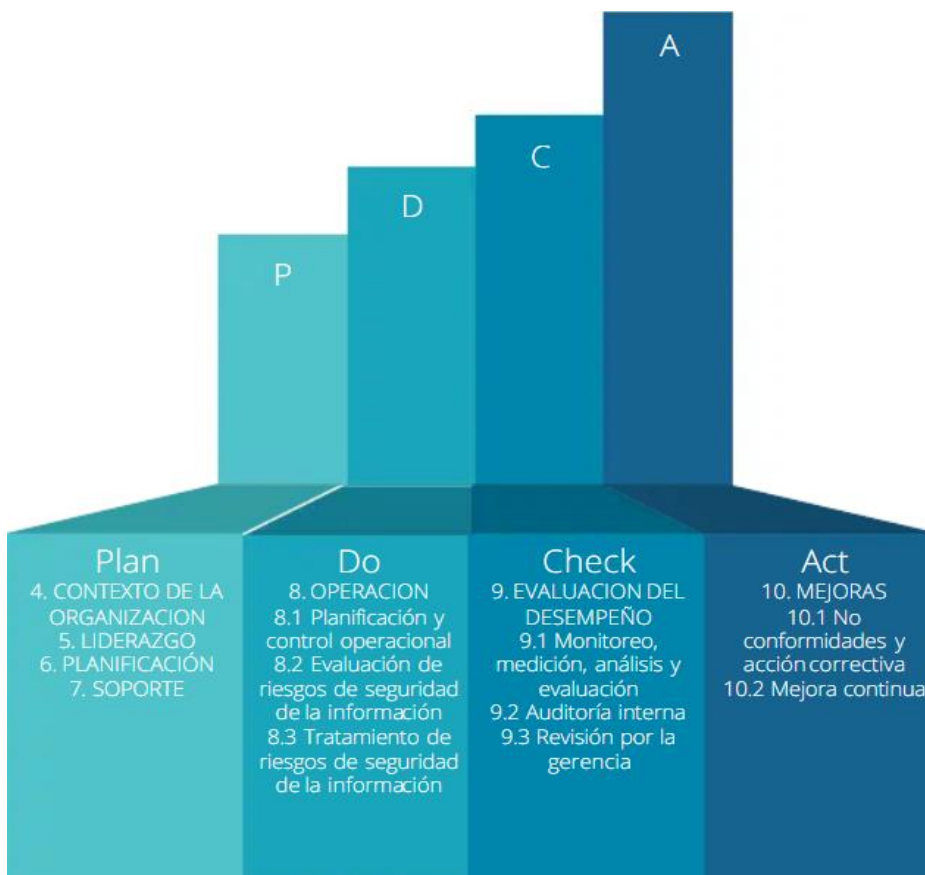 P
D
C
A
Plan
4. CONTEXTO DE LA
ORGANIZACION
5. LIDERAZGO
6. PLANIFICACIÓN
7. SOPORTE
Do
8. OPERACION
8.1 Planificación y
control operacional
8.2 Evaluación de
riesgos de seguridad
de la información
8.3 Tratamiento de
riesgos de seguridad
de la información
Check
9. EVALUACION DEL
DESEMPEÑO
9.1 Monitoreo,
medición, análisis y
evaluación
9.2 Auditoría interna
9.3 Revisión por la
gerencia
Act
10. MEJORAS
10.1 No
conformidades y
acción correctiva
10.2 Mejora continua